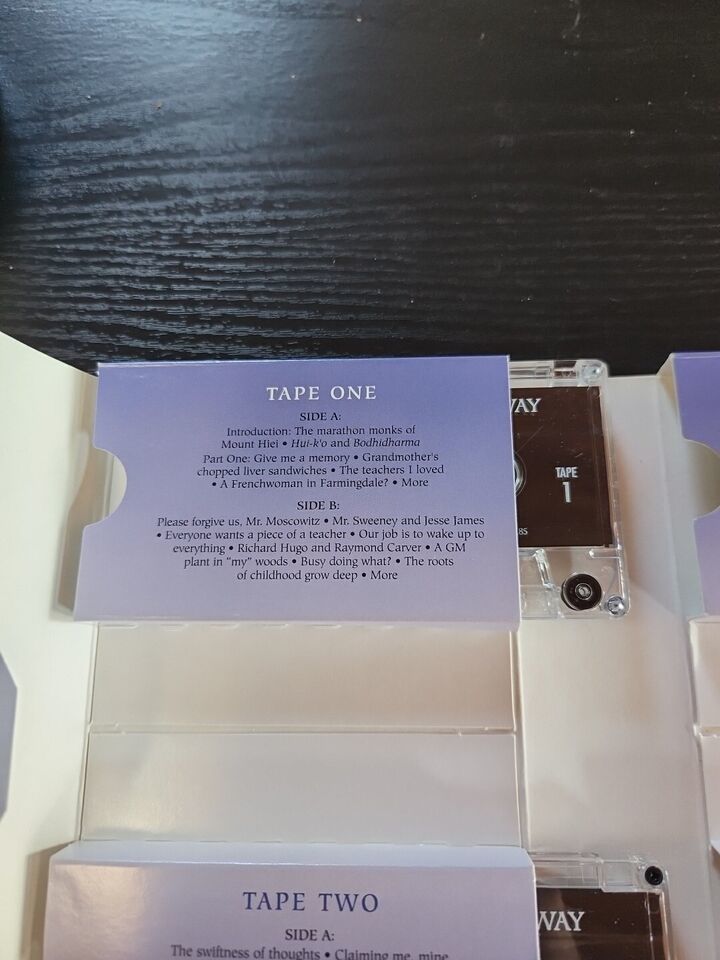 TAPE ONE
SIDE A:
Introduction: The marathon monks of
Mount Hiei • Hui-k'o and Bodhidharma
Part One: Give me a memory • Grandmother's
chopped liver sandwiches • The teachers I loved
• A Frenchwoman in Farmingdale? • More
SIDE B:
Please forgive us, Mr. Moscowitz • Mr. Sweeney and Jesse James
• Everyone wants a piece of a teacher • Our job is to wake up to
everything • Richard Hugo and Raymond Carver • A GM
plant in "my" woods • Busy doing what? • The roots
of childhood grow deep • More
WAY
TAPE
1
TAPE TWO
SIDE A:
The swiftness of thoughts • Claiming me, mine
WAY